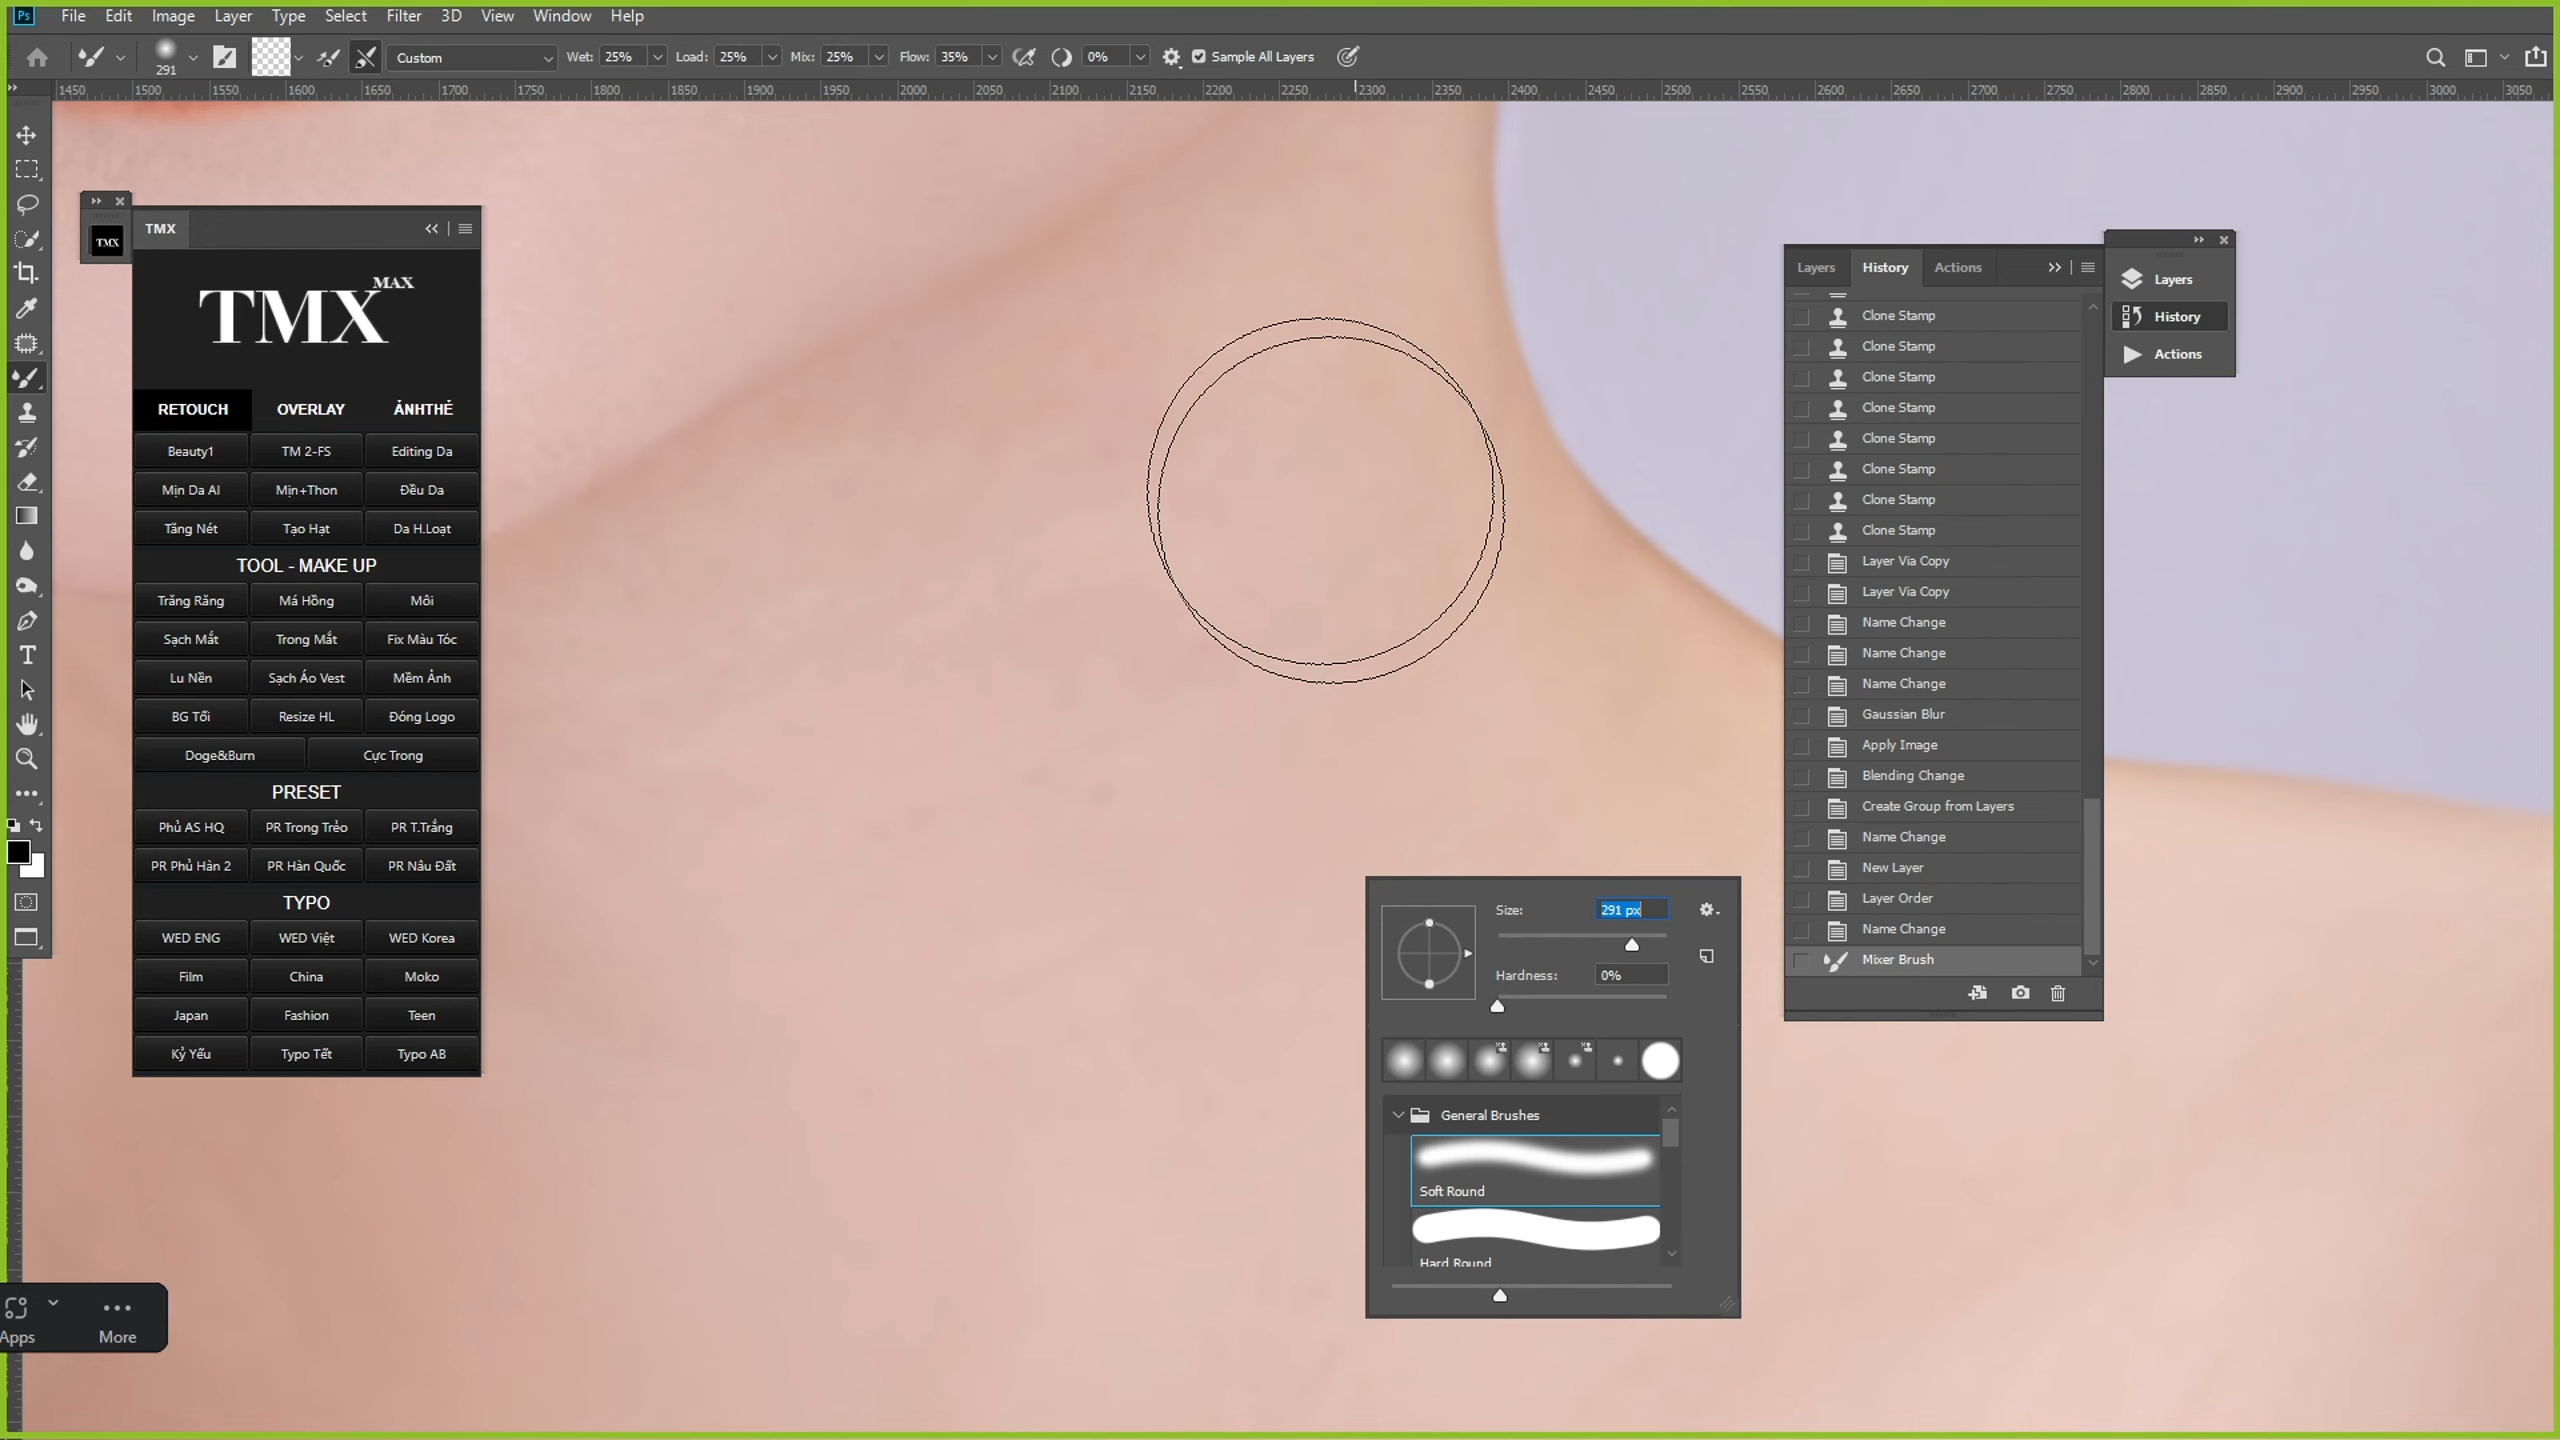 Ps File Edit Image Layer Type Select Filter 3D View Window Help
291 Custom Wet: 25% Load: 25% Mix: 25% Flow: 35% 0% Sample All Layers
1450 1500 1550 1600 1650 1700 1750 1800 1850 1900 1950 2000 2050 2100 2150 2200 2250 2300 2350 2400 2450 2500 2550 2600 2650 2700 2750 2800 2850 2900 2950 3000 3050
TMX
TMX
TMX MAX
RETOUCH OVERLAY ẢNHTHẺ
Beauty1 TM 2-FS Editing Da
Mịn Da AI Mịn+Thon Đều Da
Tăng Nét Tạo Hạt Da H.Loạt
TOOL - MAKE UP
Trăng Răng Má Hồng Môi
Sạch Mắt Trong Mắt Fix Màu Tóc
Lu Nền Sạch Áo Vest Mềm Ảnh
BG Tối Resize HL Đóng Logo
Doge&Burn Cực Trong
PRESET
Phủ AS HQ PR Trong Trẻo PR T.Trắng
PR Phủ Hàn 2 PR Hàn Quốc PR Nâu Đất
TYPO
WED ENG WED Việt WED Korea
Film China Moko
Japan Fashion Teen
Kỷ Yếu Typo Tết Typo AB
Apps More
Size: 291 px
Hardness: 0%
General Brushes
Soft Round
Hard Round
Layers History Actions
Clone Stamp
Clone Stamp
Clone Stamp
Clone Stamp
Clone Stamp
Clone Stamp
Clone Stamp
Clone Stamp
Layer Via Copy
Layer Via Copy
Name Change
Name Change
Name Change
Gaussian Blur
Apply Image
Blending Change
Create Group from Layers
Name Change
New Layer
Layer Order
Name Change
Mixer Brush
Layers
History
Actions